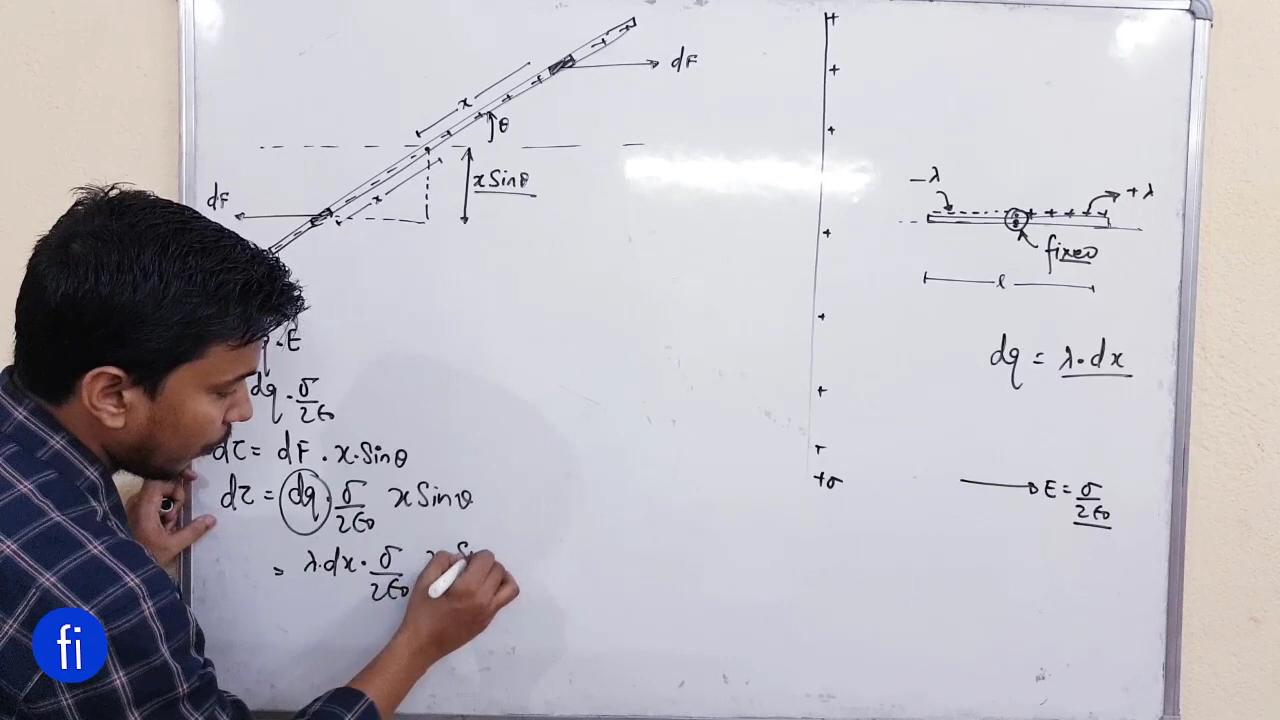 dF
x
θ
x
x Sinθ
dF
q · E
dq · σ/2ε₀
dτ = dF · x · Sinθ
dτ = dq · σ/2ε₀ x Sinθ
= λ · dx · σ/2ε₀
+
+
+
+
+
+
+
+σ
-λ
+λ
+ + + +
fixed
l
dq = λ · dx
E = σ/2ε₀
fi